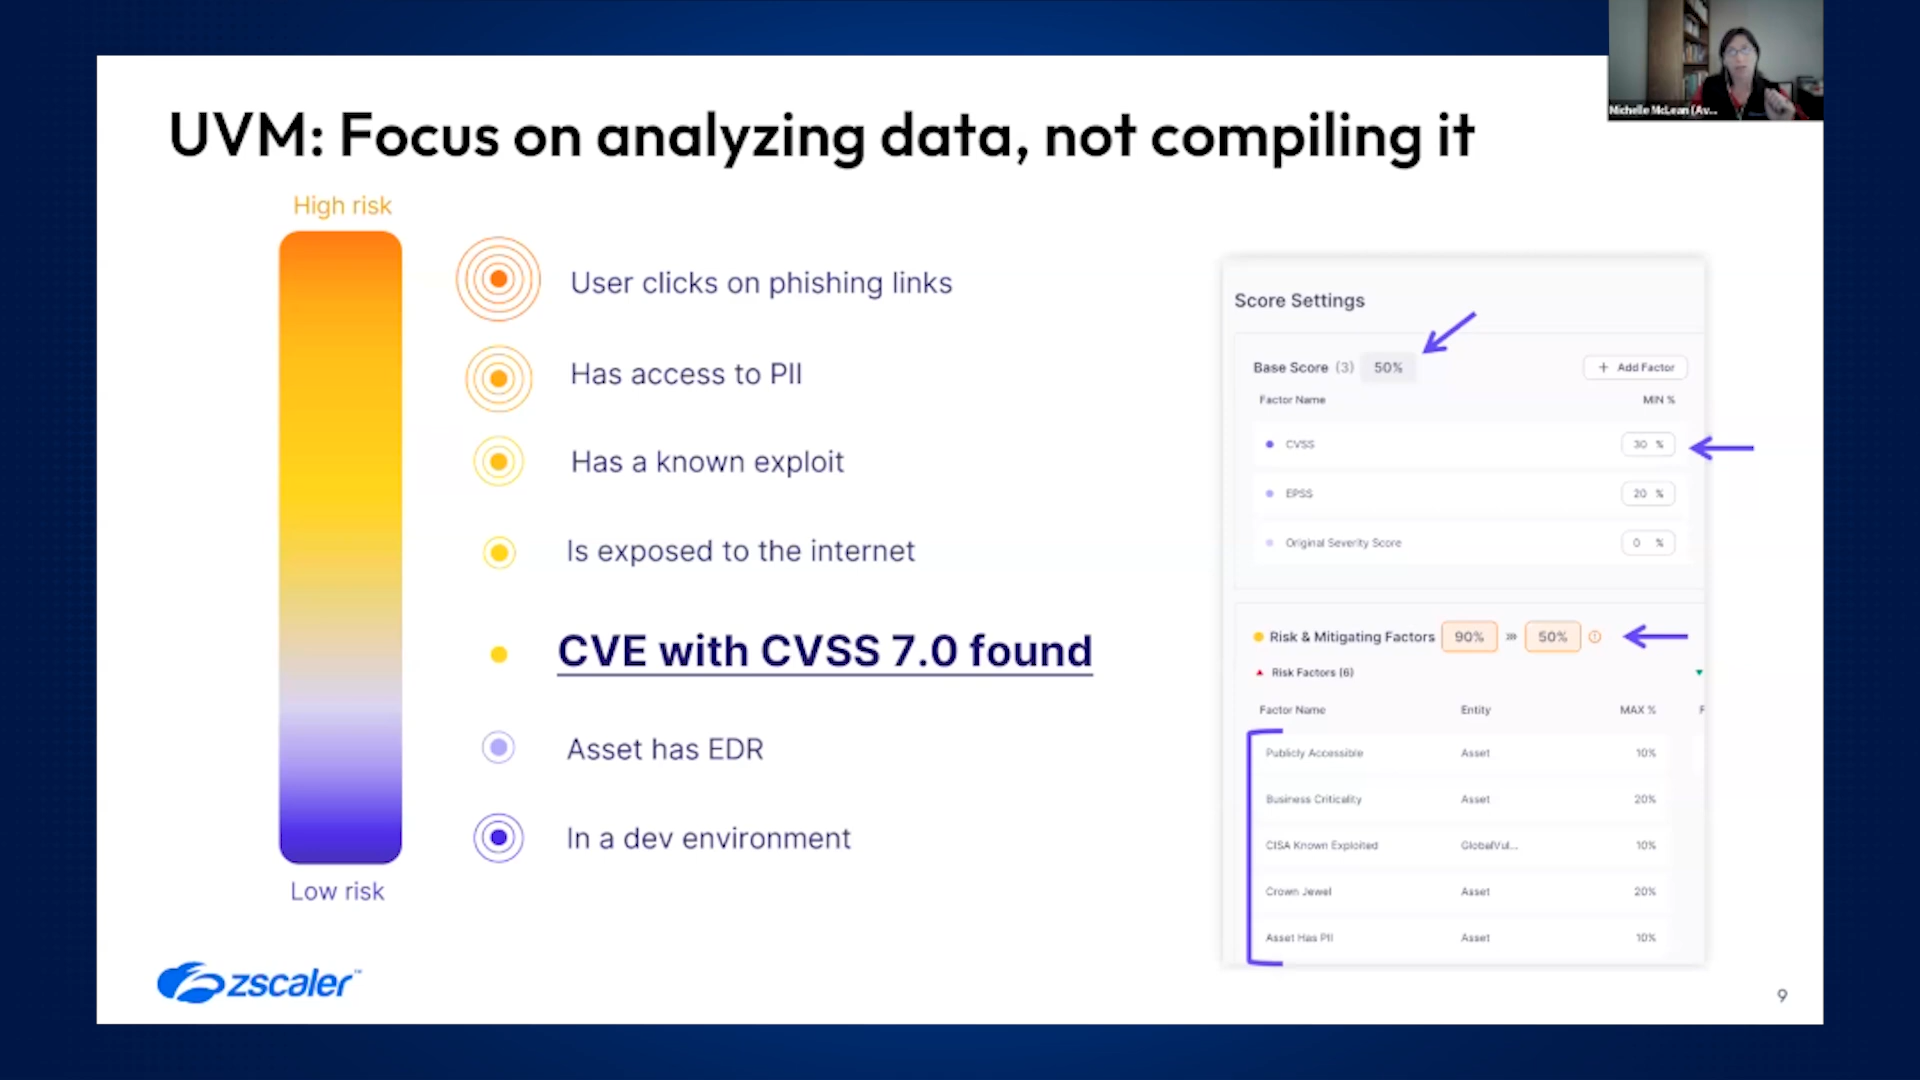 Michelle McLean (Av...
UVM: Focus on analyzing data, not compiling it
High risk
User clicks on phishing links
Has access to PII
Has a known exploit
Is exposed to the internet
CVE with CVSS 7.0 found
Asset has EDR
In a dev environment
Low risk
Score Settings
Base Score (3) 50% + Add Factor
Factor Name MIN %
CVSS 30 %
EPSS 20 %
Original Severity Score 0 %
Risk & Mitigating Factors 90% 50%
Risk Factors (6)
Factor Name Entity MAX % F
Publicly Accessible Asset 10%
Business Criticality Asset 20%
CISA Known Exploited GlobalVul... 10%
Crown Jewel Asset 20%
Asset Has PII Asset 10%
zscaler™
9